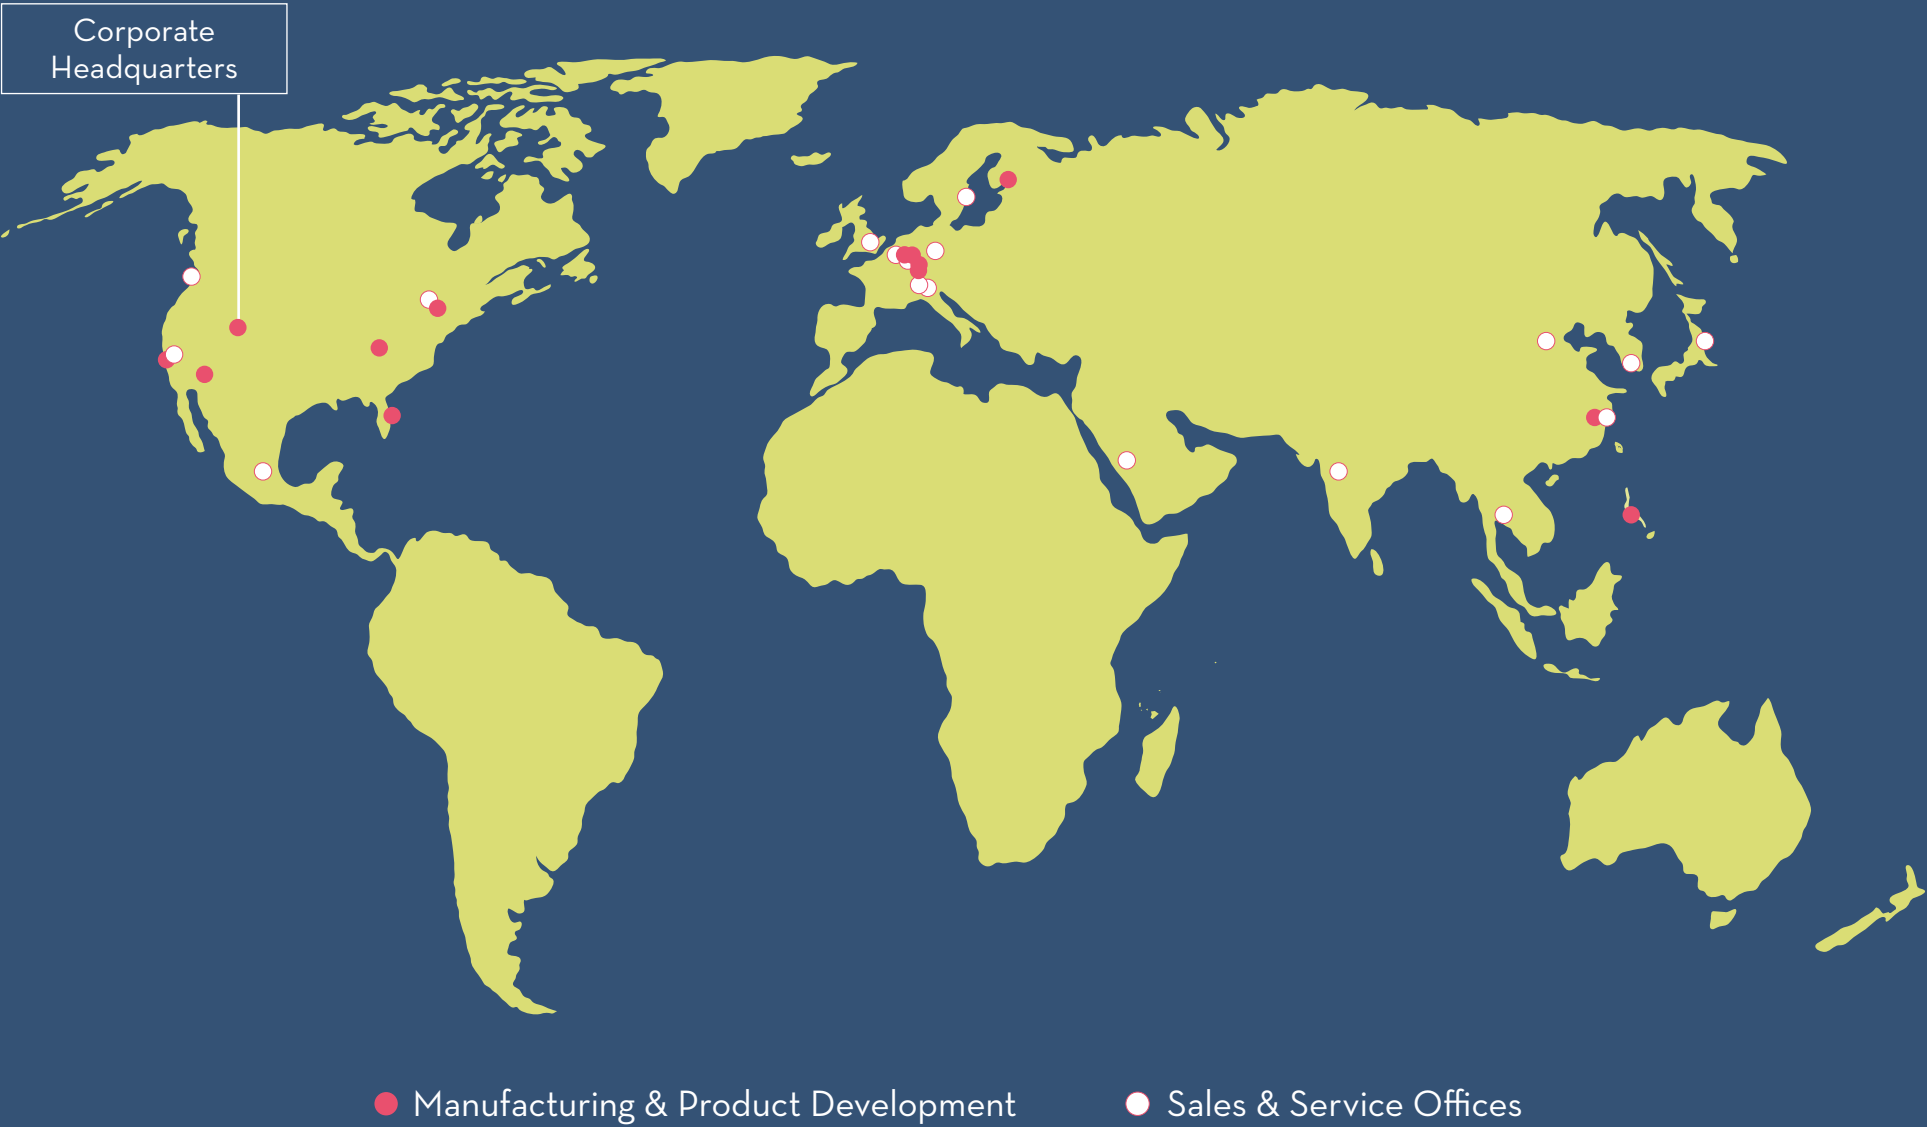 Corporate
Headquarters
Manufacturing & Product Development
Sales & Service Offices